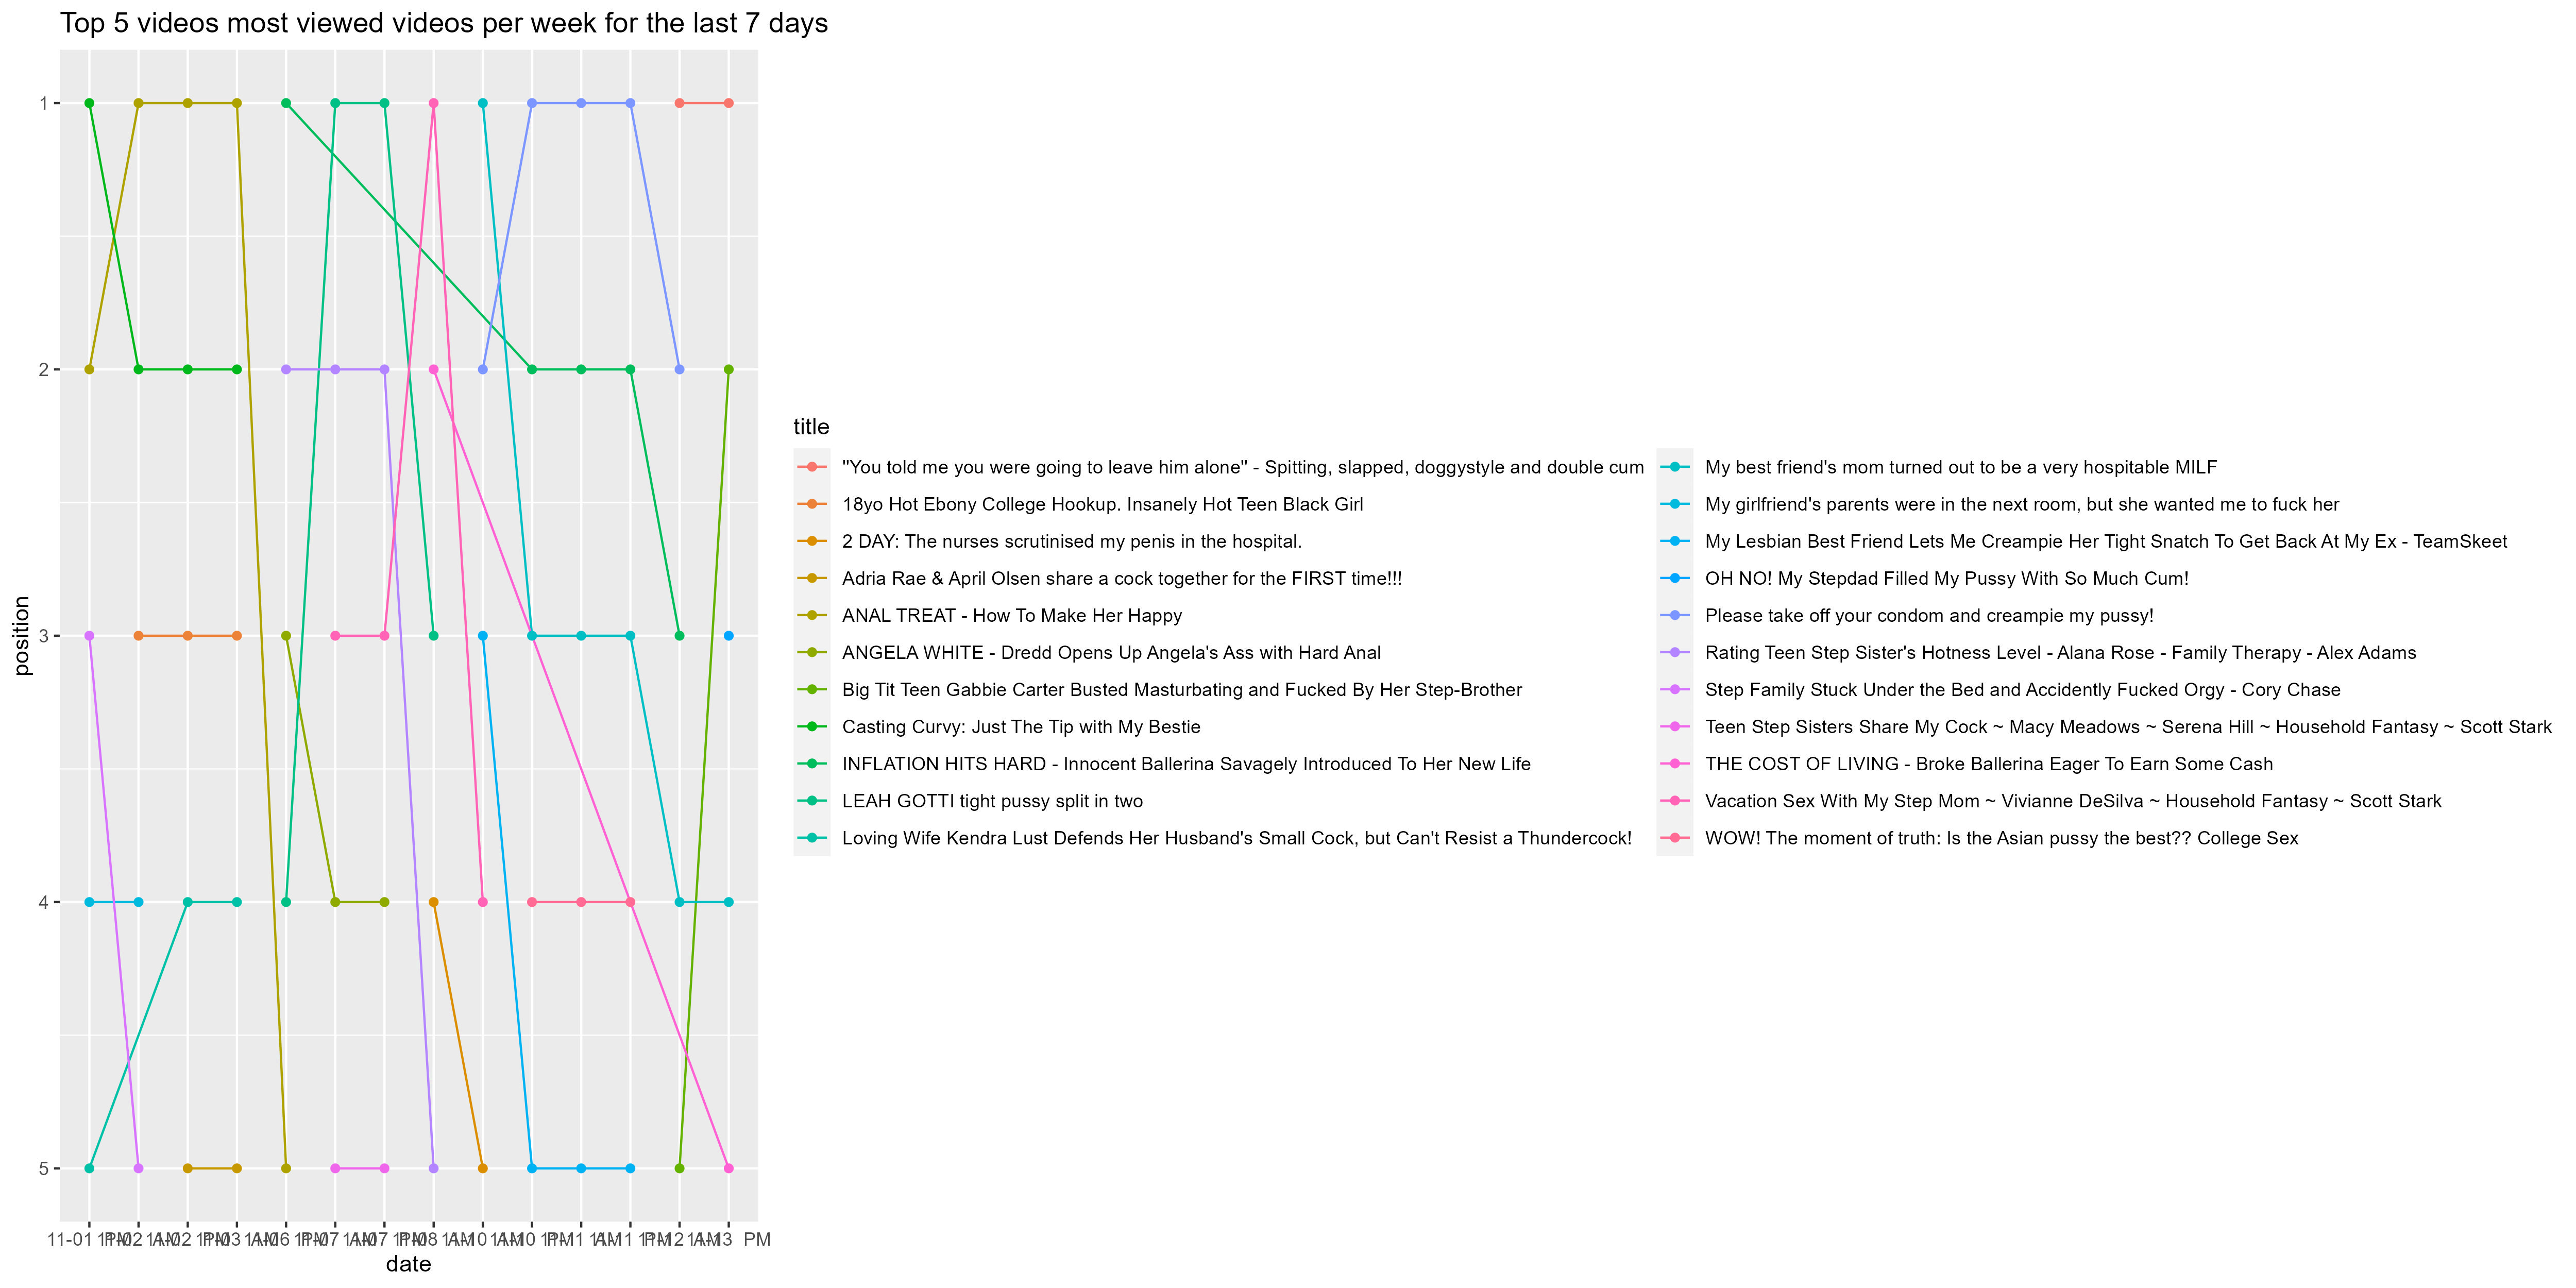 Top 5 videos most viewed videos per week for the last 7 days
1
2
3
4
5
position
11-01
PM
date
title
"You told me you were going to leave him alone" - Spitting, slapped, doggystyle and double cum
18yo Hot Ebony College Hookup. Insanely Hot Teen Black Girl
2 DAY: The nurses scrutinised my penis in the hospital.
Adria Rae & April Olsen share a cock together for the FIRST time!!!
ANAL TREAT - How To Make Her Happy
ANGELA WHITE - Dredd Opens Up Angela's Ass with Hard Anal
Big Tit Teen Gabbie Carter Busted Masturbating and Fucked By Her Step-Brother
Casting Curvy: Just The Tip with My Bestie
INFLATION HITS HARD - Innocent Ballerina Savagely Introduced To Her New Life
LEAH GOTTI tight pussy split in two
Loving Wife Kendra Lust Defends Her Husband's Small Cock, but Can't Resist a Thundercock!
My best friend's mom turned out to be a very hospitable MILF
My girlfriend's parents were in the next room, but she wanted me to fuck her
My Lesbian Best Friend Lets Me Creampie Her Tight Snatch To Get Back At My Ex - TeamSkeet
OH NO! My Stepdad Filled My Pussy With So Much Cum!
Please take off your condom and creampie my pussy!
Rating Teen Step Sister's Hotness Level - Alana Rose - Family Therapy - Alex Adams
Step Family Stuck Under the Bed and Accidently Fucked Orgy - Cory Chase
Teen Step Sisters Share My Cock ~ Macy Meadows ~ Serena Hill ~ Household Fantasy ~ Scott Stark
THE COST OF LIVING - Broke Ballerina Eager To Earn Some Cash
Vacation Sex With My Step Mom ~ Vivianne DeSilva ~ Household Fantasy ~ Scott Stark
WOW! The moment of truth: Is the Asian pussy the best?? College Sex